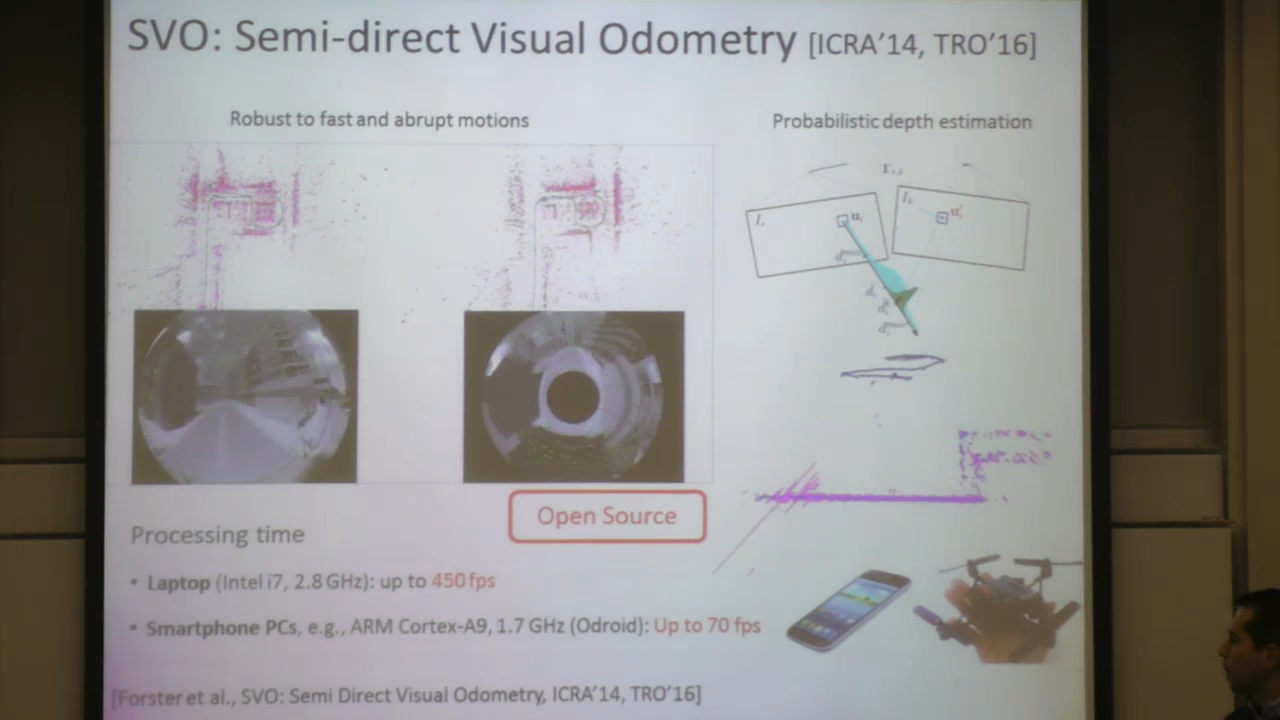 SVO: Semi-direct Visual Odometry [ICRA'14, TRO'16]
Robust to fast and abrupt motions
Probabilistic depth estimation
Open Source
Processing time
• Laptop (Intel i7, 2.8 GHz): up to 450 fps
• Smartphone PCs, e.g., ARM Cortex-A9, 1.7 GHz (Odroid): Up to 70 fps
[Forster et al., SVO: Semi Direct Visual Odometry, ICRA'14, TRO'16]